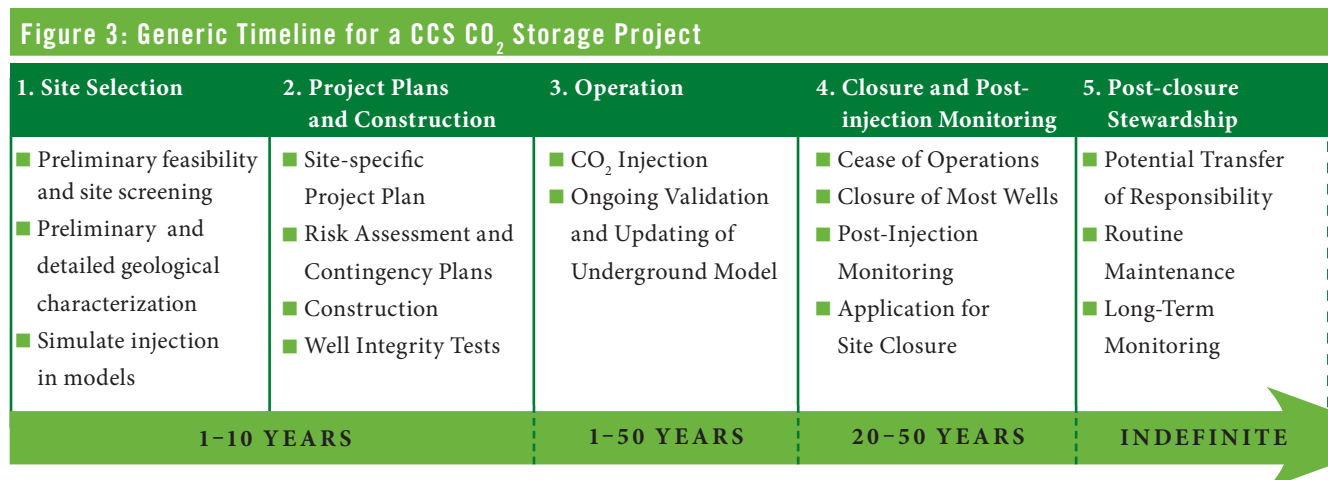 Figure 3: Generic Timeline for a CCS CO₂ Storage Project
1. Site Selection
2. Project Plans
and Construction
3. Operation
4. Closure and Post-
injection Monitoring
5. Post-closure
Stewardship
■ Preliminary feasibility
and site screening
■ Preliminary and
detailed geological
characterization
■ Simulate injection
in models
■ Site-specific
Project Plan
■ Risk Assessment and
Contingency Plans
■ Construction
■ Well Integrity Tests
■ CO₂ Injection
■ Ongoing Validation
and Updating of
Underground Model
■ Cease of Operations
■ Closure of Most Wells
■ Post-Injection
Monitoring
■ Application for
Site Closure
■ Potential Transfer
of Responsibility
■ Routine
Maintenance
■ Long-Term
Monitoring
1–10 YEARS
1–50 YEARS
20–50 YEARS
INDEFINITE